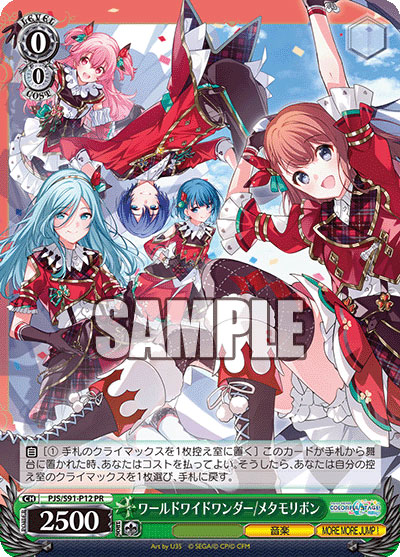 LEVEL
0
0
COST
SAMPLE
自 [① 手札のクライマックスを1枚控え室に置く] このカードが手札から舞
台に置かれた時、あなたはコストを払ってよい。そうしたら、あなたは自分の控
え室のクライマックスを1枚選び、手札に戻す。
CH PJS/S91-P12 PR
ワールドワイドワンダー/メタモリボン
POWER 2500
音楽
MORE MORE JUMP!
Art by U35 © SEGA/© CP/© CFM